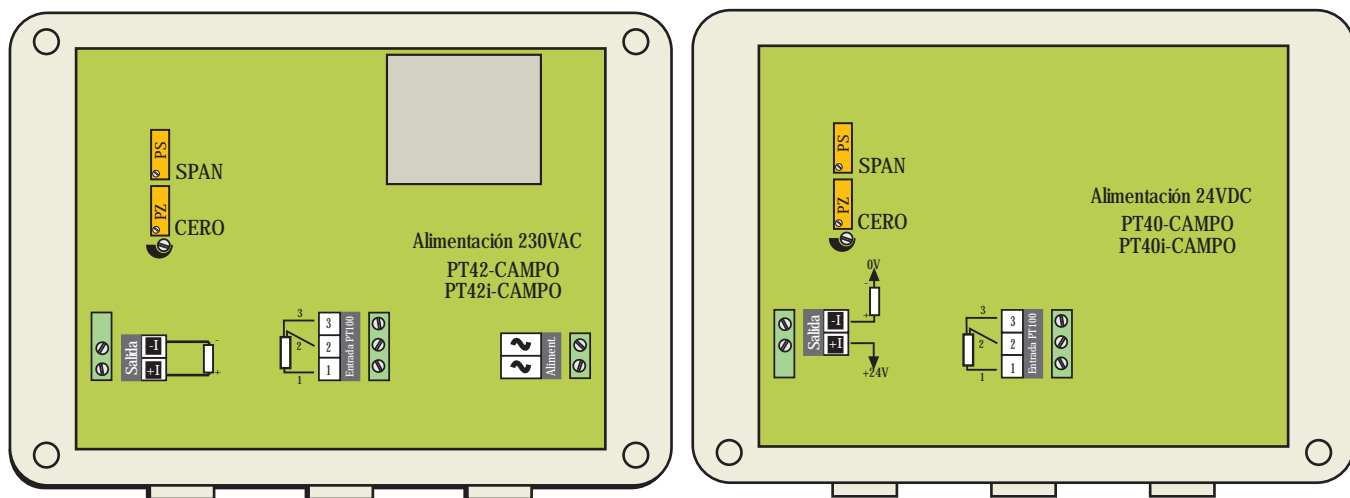 PS
SPAN
PZ
CERO
Alimentación 230VAC
PT42-CAMPO
PT42i-CAMPO
Salida
-I
+I
-
+
3
2
1
3
2
1
Entrada PT100
~
~
Aliment.
PS
SPAN
PZ
CERO
Alimentación 24VDC
PT40-CAMPO
PT40i-CAMPO
0V
-
+
Salida
-I
+I
+24V
3
2
1
3
2
1
Entrada PT100